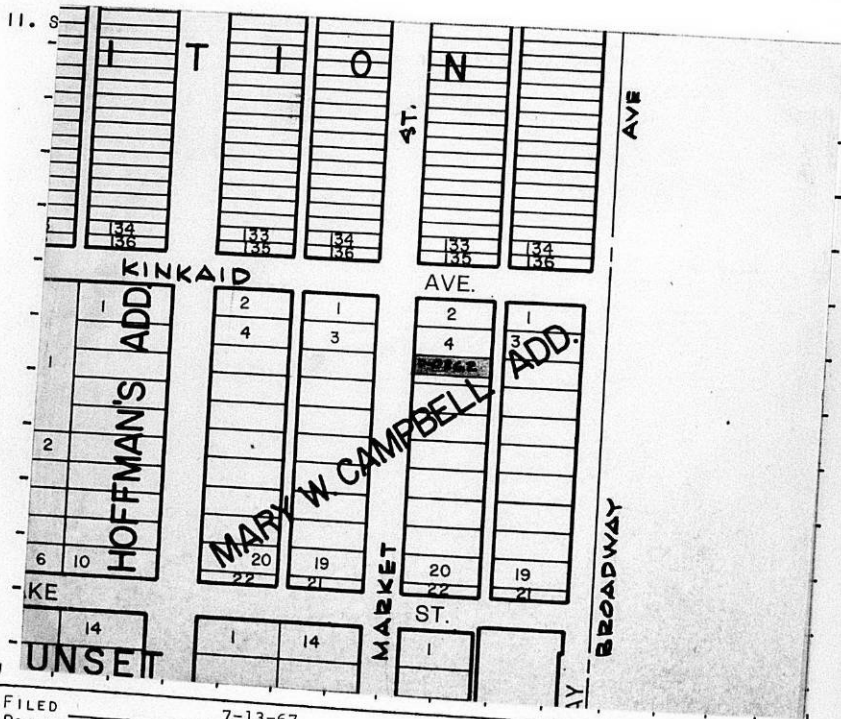 11. S
I T I O N
ST.
AVE
134 133 134 133 134
136 135 136 135 136
KINKAID AVE.
1 2 1 2 1
4 3 4 3
1
HOFFMAN'S ADD.
MARY W. CAMPBELL ADD.
2
6 10 20 19 20 19
22 21 22 21
KE ST.
MARKET
BROADWAY
14 1 14 1
UNSET
AY
FILED 7-13-67